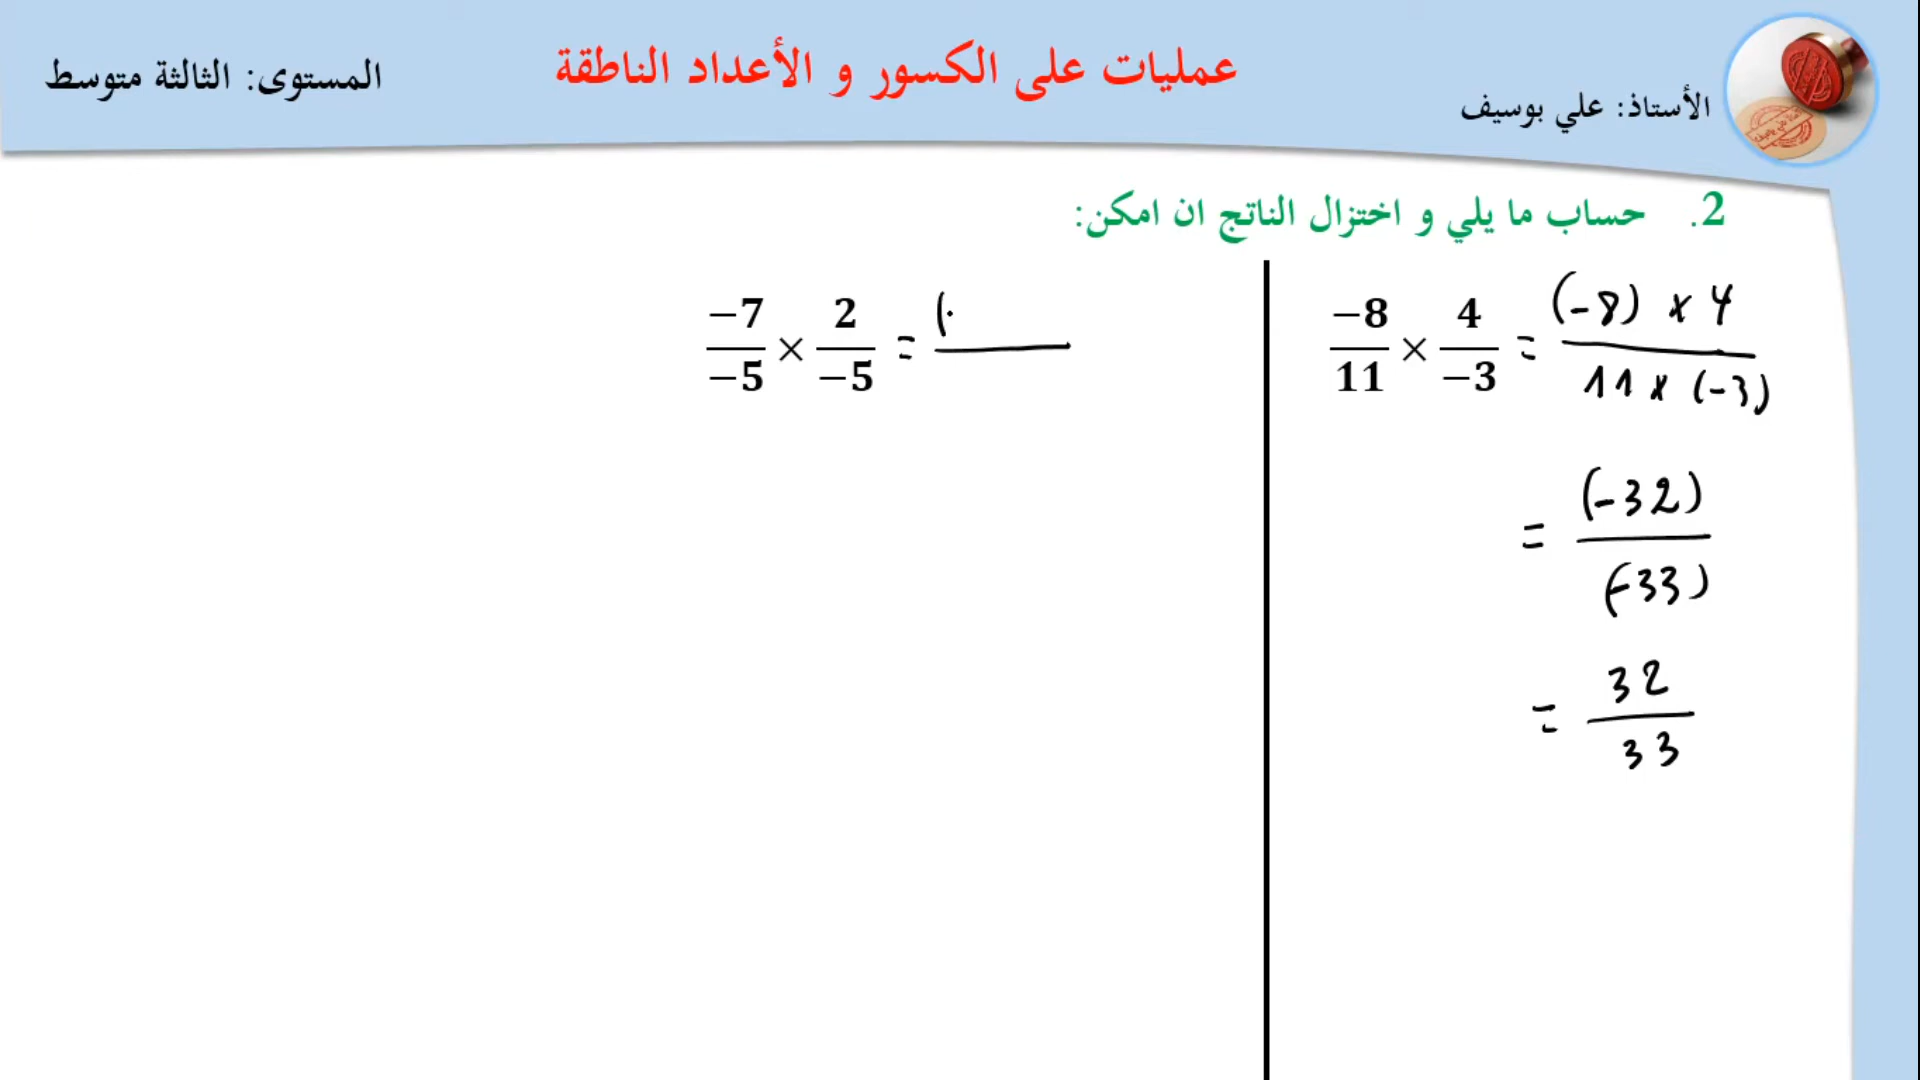 عمليات على الكسور و الأعداد الناطقة
المستوى: الثالثة متوسط
الأستاذ: علي بوسيف
2. حساب ما يلي و اختزال الناتج ان امكن:
−8/11 × 4/−3 = (-8) × 4 / 11 × (-3)
= (-32) / (-33)
= 32 / 33
−7/−5 × 2/−5 = (